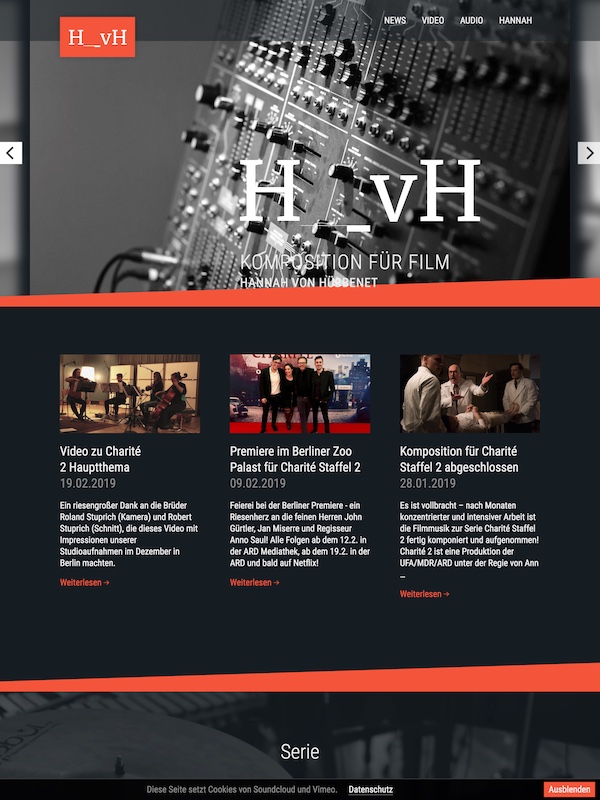 H__vH
NEWS VIDEO AUDIO HANNAH
H__vH
KOMPOSITION FÜR FILM
HANNAH VON HÜBBENET
Video zu Charité
2 Hauptthema
19.02.2019
Ein riesengroßer Dank an die Brüder
Roland Stuprich (Kamera) und Robert
Stuprich (Schnitt), die dieses Video mit
Impressionen unserer
Studioaufnahmen im Dezember in
Berlin machten.
Weiterlesen →
Premiere im Berliner Zoo
Palast für Charité Staffel 2
09.02.2019
Feierei bei der Berliner Premiere - ein
Riesenherz an die feinen Herren John
Gürtler, Jan Miserre und Regisseur
Anno Saul! Alle Folgen ab dem 12.2. in
der ARD Mediathek, ab dem 19.2. in der
ARD und bald auf Netflix!
Weiterlesen →
Komposition für Charité
Staffel 2 abgeschlossen
28.01.2019
Es ist vollbracht – nach Monaten
konzentrierter und intensiver Arbeit ist
die Filmmusik zur Serie Charité Staffel
2 fertig komponiert und aufgenommen!
Charité 2 ist eine Produktion der
UFA/MDR/ARD unter der Regie von Ann
…
Weiterlesen →
Serie
Diese Seite setzt Cookies von Soundcloud und Vimeo. Datenschutz
Ausblenden